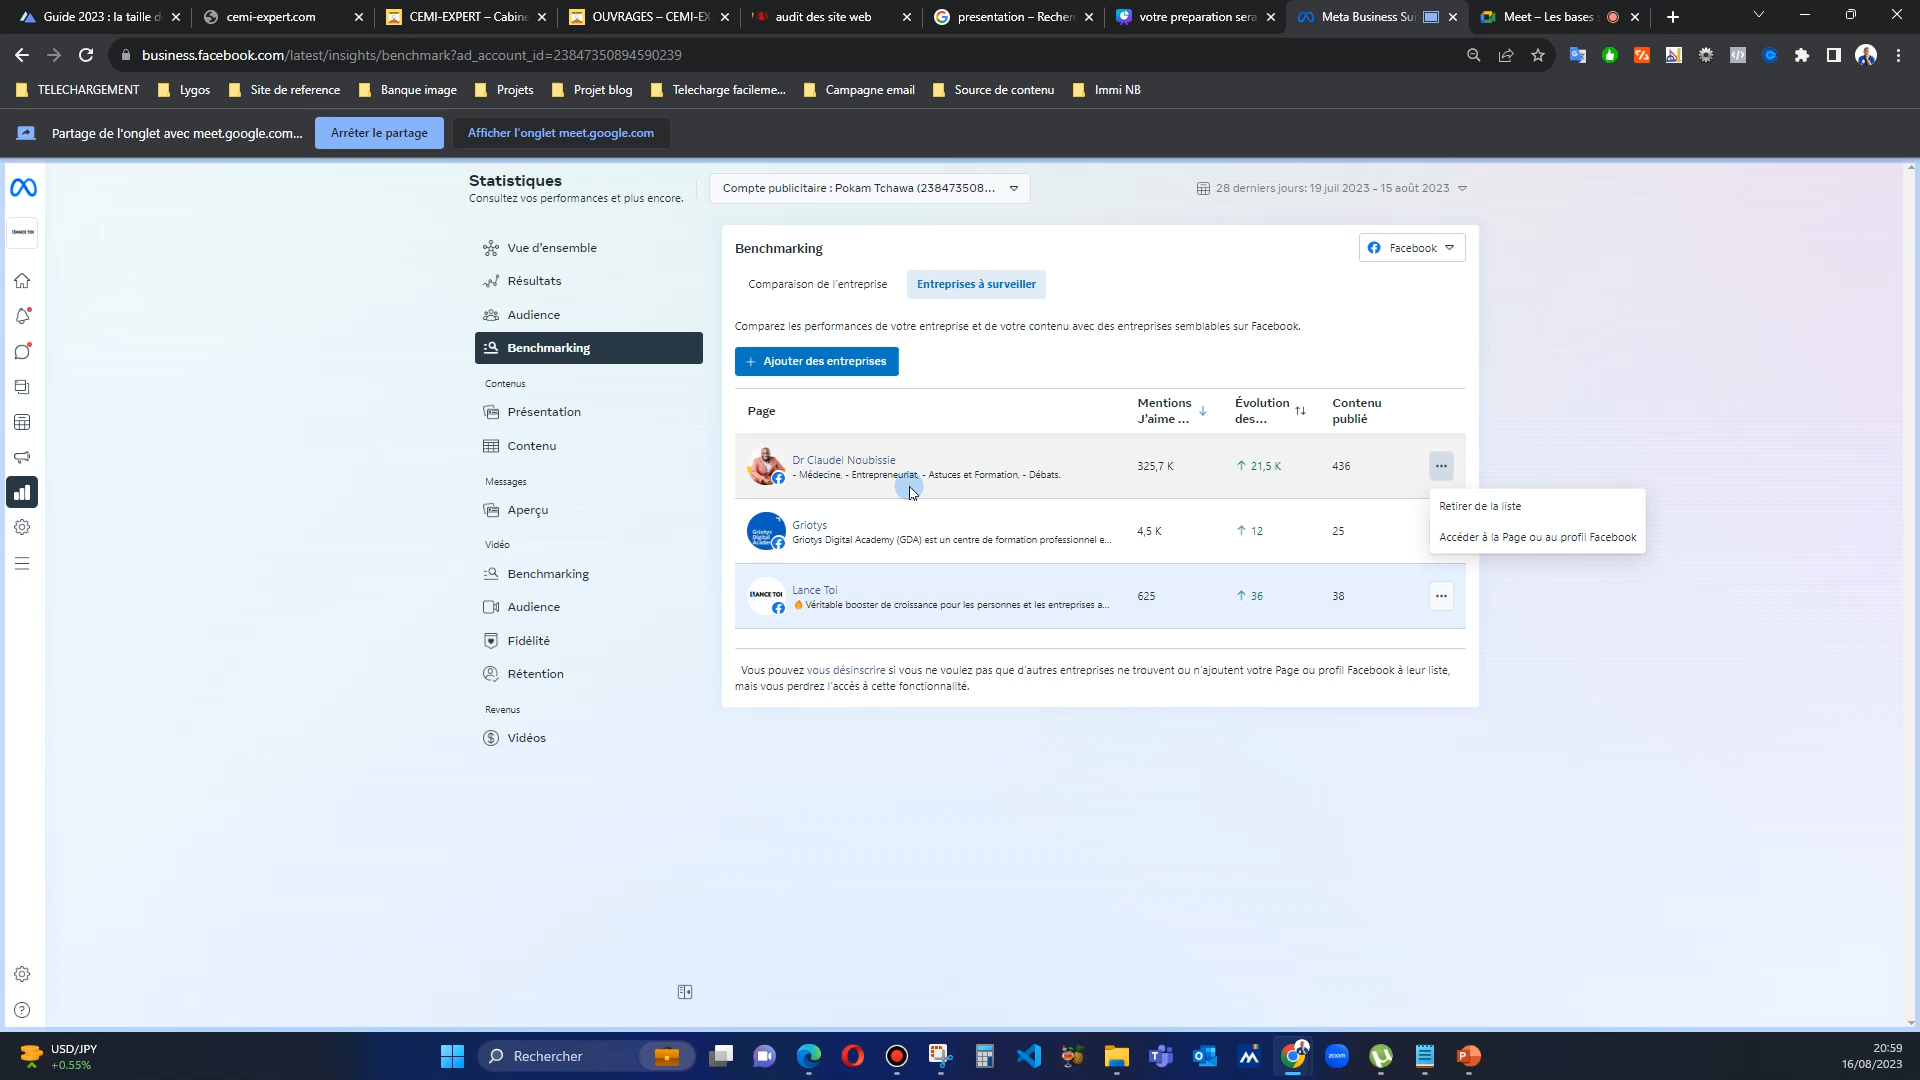 Guide 2023 : la taille d
cemi-expert.com
CEMI-EXPERT – Cabine
OUVRAGES – CEMI-EX
audit des site web
presentation – Recher
votre preparation sera
Meta Business Sui
Meet – Les bases
business.facebook.com/latest/insights/benchmark?ad_account_id=23847350894590239
TELECHARGEMENT
Lygos
Site de reference
Banque image
Projets
Projet blog
Telecharge facileme...
Campagne email
Source de contenu
Immi NB
Partage de l'onglet avec meet.google.com...
Arrêter le partage
Afficher l'onglet meet.google.com
Statistiques
Consultez vos performances et plus encore.
Compte publicitaire : Pokam Tchawa (238473508...
28 derniers jours: 19 juil 2023 – 15 août 2023
LANCE TOI
Vue d'ensemble
Résultats
Audience
Benchmarking
Contenus
Présentation
Contenu
Messages
Aperçu
Vidéo
Benchmarking
Audience
Fidélité
Rétention
Revenus
Vidéos
Benchmarking
Facebook
Comparaison de l'entreprise
Entreprises à surveiller
Comparez les performances de votre entreprise et de votre contenu avec des entreprises semblables sur Facebook.
+ Ajouter des entreprises
Page
Mentions J'aime ...
Évolution des...
Contenu publié
Dr Claudel Noubissie
- Médecine, - Entrepreneuriat, - Astuces et Formation, - Débats.
325,7 K
21,5 K
436
Retirer de la liste
Accéder à la Page ou au profil Facebook
Griotys
Griotys Digital Academy (GDA) est un centre de formation professionnel e...
4,5 K
12
25
LANCE TOI
Lance Toi
Véritable booster de croissance pour les personnes et les entreprises a...
625
36
38
Vous pouvez vous désinscrire si vous ne voulez pas que d'autres entreprises ne trouvent ou n'ajoutent votre Page ou profil Facebook à leur liste,
mais vous perdrez l'accès à cette fonctionnalité.
USD/JPY
+0.55%
Rechercher
zoom
20:59
16/08/2023